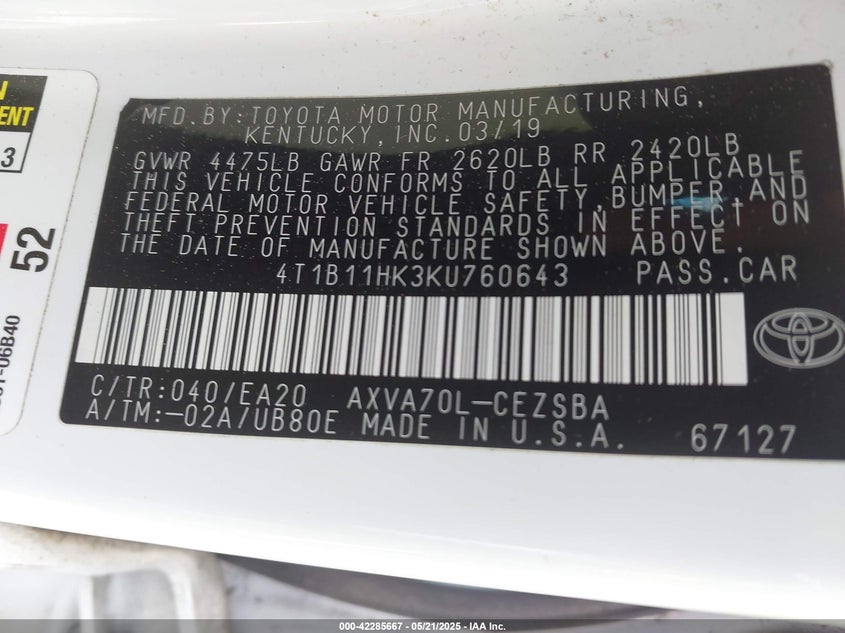 MFD.BY:TOYOTA MOTOR MANUFACTURING,
KENTUCKY,INC.03/19
GVWR 4475LB GAWR FR 2620LB RR 2420LB
THIS VEHICLE CONFORMS TO ALL APPLICABLE
FEDERAL MOTOR VEHICLE SAFETY,BUMPER,AND
THEFT PREVENTION STANDARDS IN EFFECT ON
THE DATE OF MANUFACTURE SHOWN ABOVE.
4T1B11HK3KU760643 PASS.CAR
C/TR:040/EA20 AXVA70L-CEZSBA
A/TM:-02A/UB80E MADE IN U.S.A. 67127
3
52
-06B40
000-42285667 - 05/21/2025 - IAA Inc.